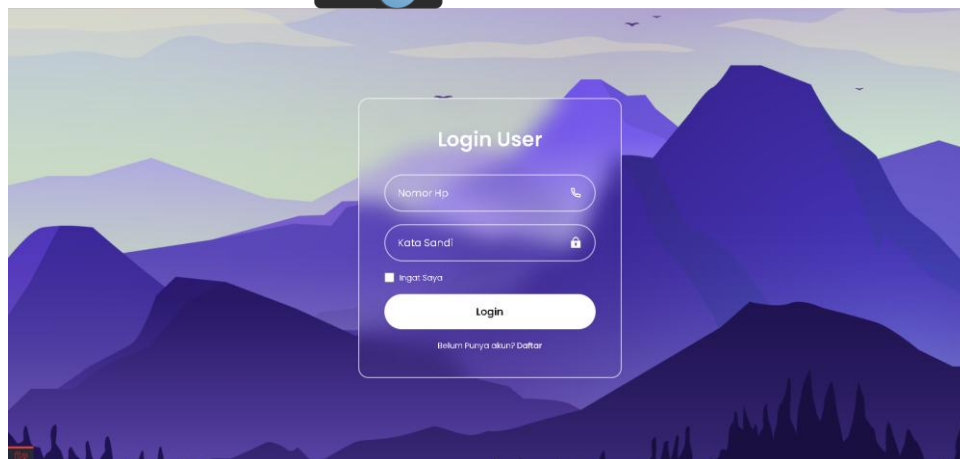 Login User
Nomor Hp
Kata Sandi
Ingat Saya
Login
Belum Punya akun? Daftar